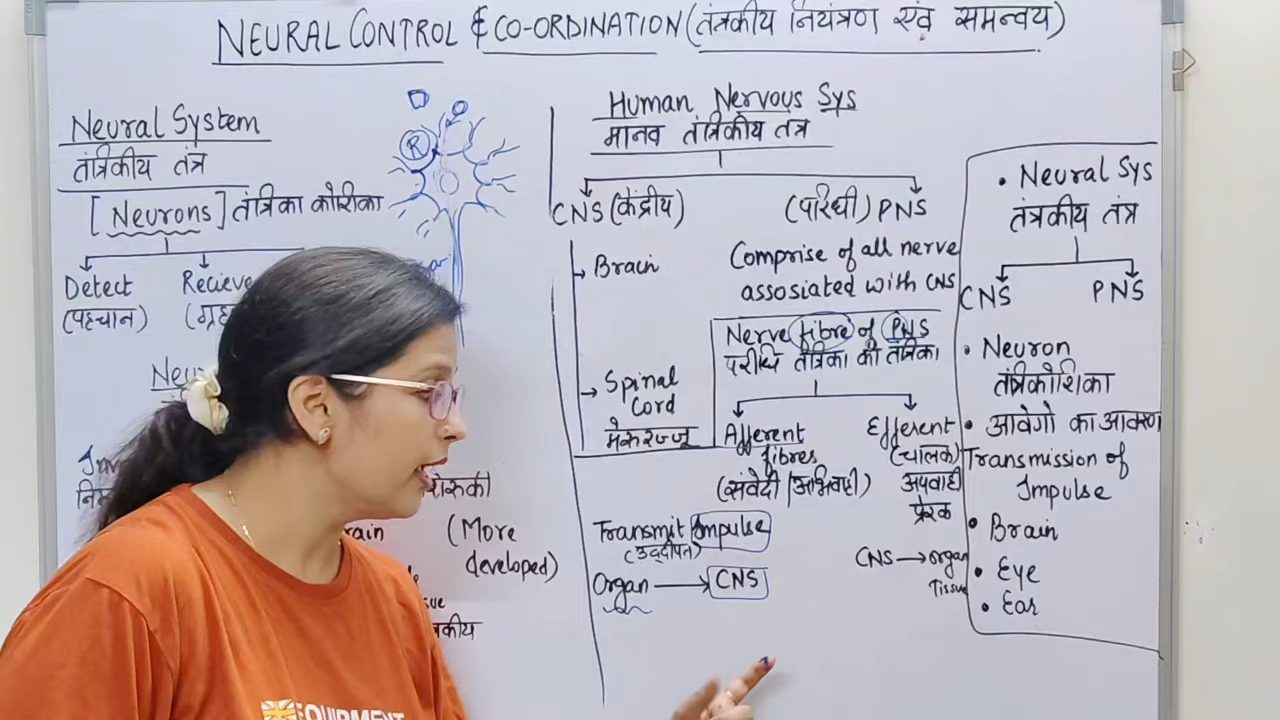 NEURAL CONTROL & CO-ORDINATION (तंत्रकीय नियंत्रण एवं समन्वय)
Neural System
तंत्रिकीय तंत्र
[Neurons] तंत्रिका कोशिका
Detect
(पहचान)
Recieve
R
Human Nervous Sys
मानव तंत्रिकीय तंत्र
CNS (केंद्रीय)
(परिधी) PNS
Brain
Spinal
Cord
मेरुरज्जू
Comprise of all nerve
assosiated with CNS
Nerve fibre of PNS
परीधि तंत्रिका की तंत्रिका
Afferent
fibres
(संवेदी/अभिवाही)
Efferent
(चालक)
अपवाही
प्रेरक
Transmit Impulse
(उद्दीपन)
Organ → CNS
CNS → organ
Tissue
(More
developed)
• Neural Sys
तंत्रकीय तंत्र
CNS PNS
• Neuron
तंत्रिकोशिका
• आवेगो का
Transmission of
Impulse
• Brain
• Eye
• Ear
EQUIPMENT